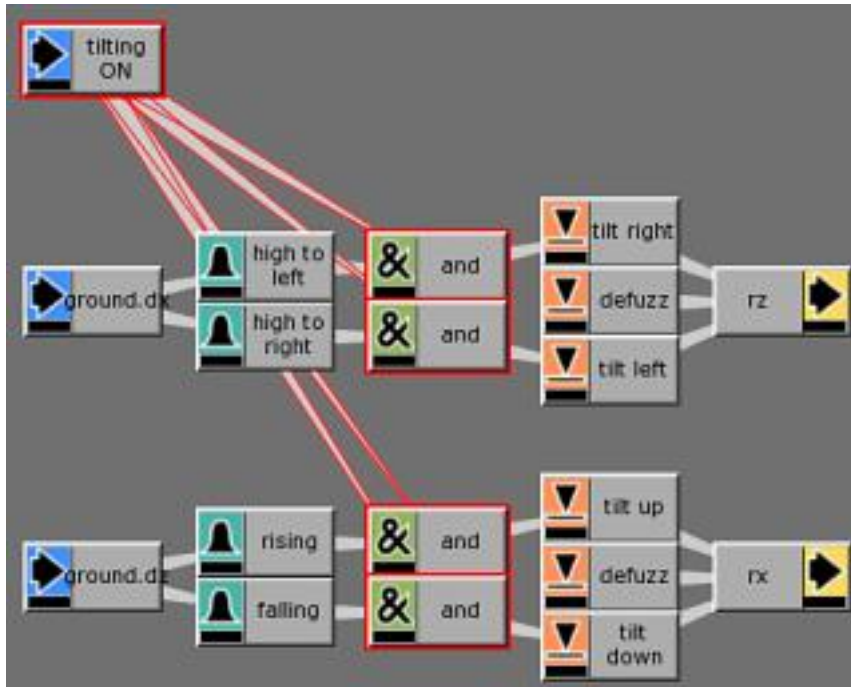 tilting
ON
tilt right
high to
left
&
and
ground.dx
defuzz
rz
high to
right
&
and
tilt left
tilt up
rising
&
and
ground.dz
defuzz
rx
falling
&
and
tilt
down